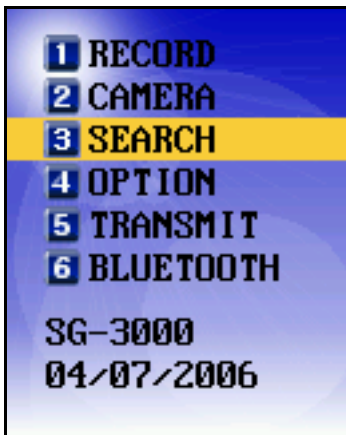 1 RECORD
2 CAMERA
3 SEARCH
4 OPTION
5 TRANSMIT
6 BLUETOOTH
SG-3000
04/07/2006